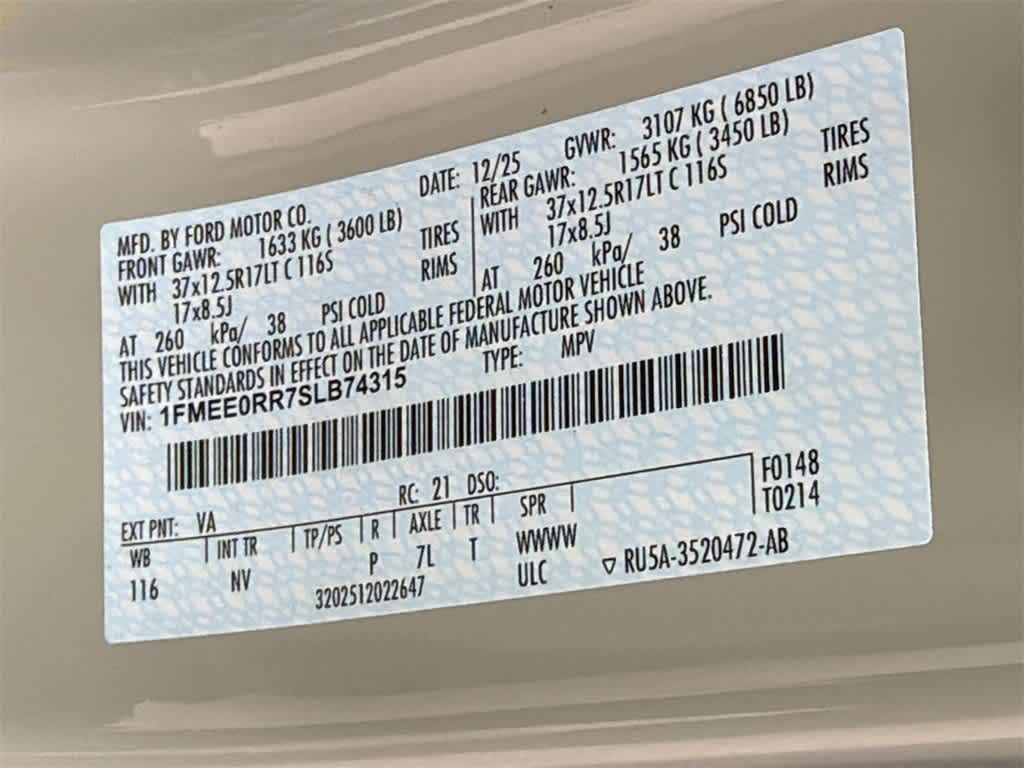 MFD. BY FORD MOTOR CO. DATE: 12/25 GVWR: 3107 KG ( 6850 LB)
FRONT GAWR: 1633 KG ( 3600 LB)
WITH 37x12.5R17LT C 116S TIRES
17x8.5J RIMS
AT 260 kPa/ 38 PSI COLD
REAR GAWR: 1565 KG ( 3450 LB)
WITH 37x12.5R17LT C 116S TIRES
17x8.5J RIMS
AT 260 kPa/ 38 PSI COLD
THIS VEHICLE CONFORMS TO ALL APPLICABLE FEDERAL MOTOR VEHICLE
SAFETY STANDARDS IN EFFECT ON THE DATE OF MANUFACTURE SHOWN ABOVE.
VIN: 1FMEE0RR7SLB74315 TYPE: MPV
EXT PNT: VA RC: 21 DSO: F0148
WB INT TR TP/PS R AXLE TR SPR T0214
116 NV P 7L T WWWW
3202512022647 ULC ▽ RU5A-3520472-AB